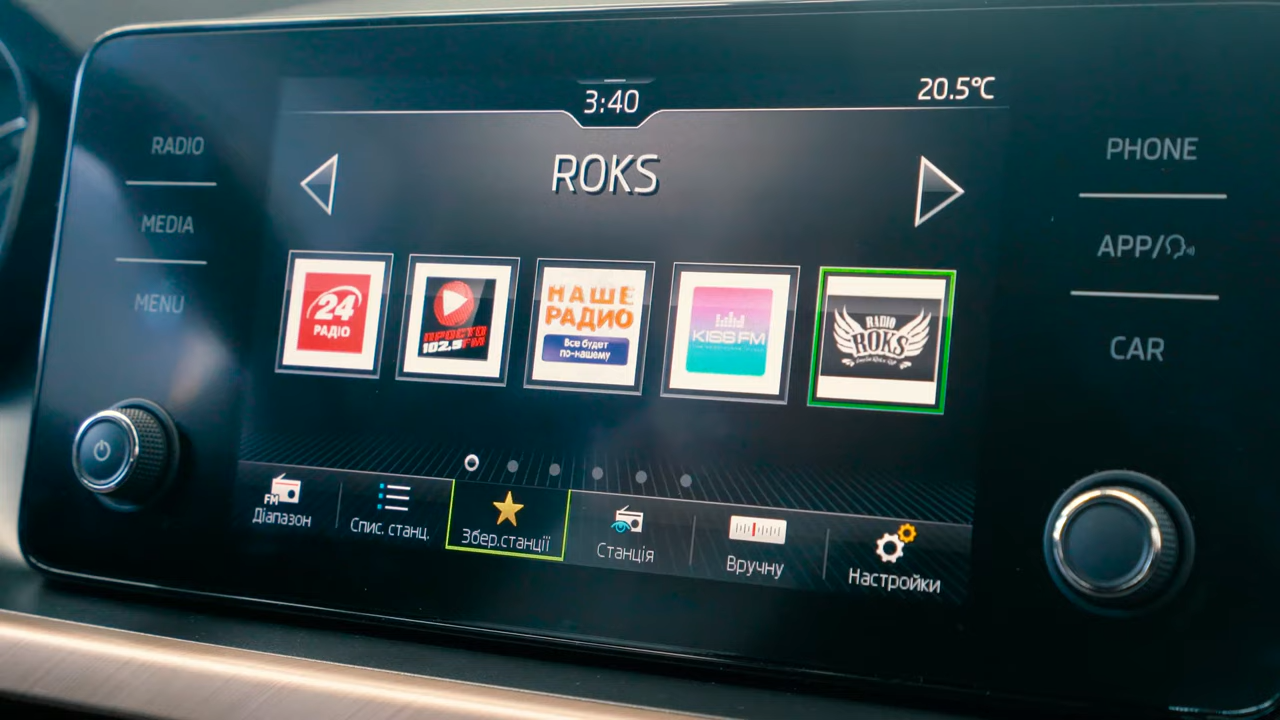 3:40
20.5°C
RADIO
MEDIA
MENU
ROKS
PHONE
APP/
CAR
24
РАДІО
ПРОСТО
102.5 FM
НАШЕ
РАДИО
Все будет
по-нашему
KISS FM
RADIO
ROKS
FM
Діапазон
Спис. станц.
Збер.станції
Станція
Вручну
Настройки